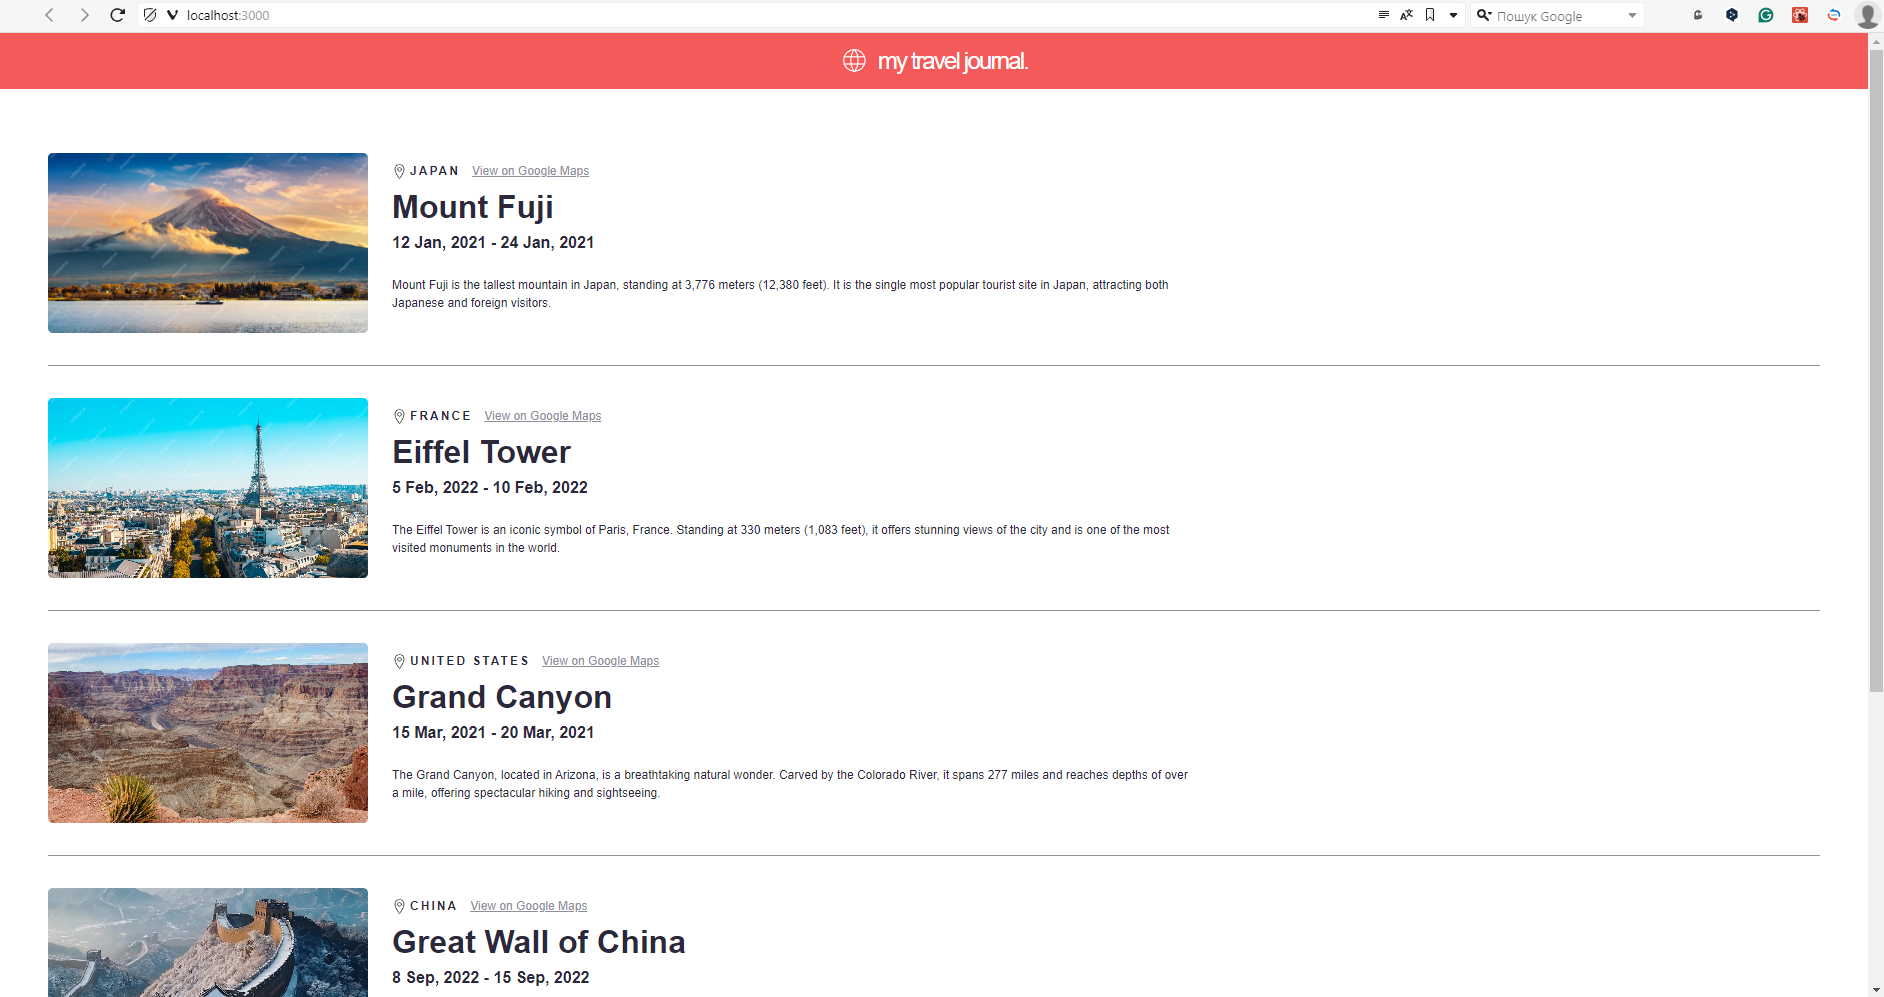 localhost:3000
Пошук Google
my travel journal.
JAPAN View on Google Maps
Mount Fuji
12 Jan, 2021 - 24 Jan, 2021
Mount Fuji is the tallest mountain in Japan, standing at 3,776 meters (12,380 feet). It is the single most popular tourist site in Japan, attracting both
Japanese and foreign visitors.
FRANCE View on Google Maps
Eiffel Tower
5 Feb, 2022 - 10 Feb, 2022
The Eiffel Tower is an iconic symbol of Paris, France. Standing at 330 meters (1,083 feet), it offers stunning views of the city and is one of the most
visited monuments in the world.
UNITED STATES View on Google Maps
Grand Canyon
15 Mar, 2021 - 20 Mar, 2021
The Grand Canyon, located in Arizona, is a breathtaking natural wonder. Carved by the Colorado River, it spans 277 miles and reaches depths of over
a mile, offering spectacular hiking and sightseeing.
CHINA View on Google Maps
Great Wall of China
8 Sep, 2022 - 15 Sep, 2022